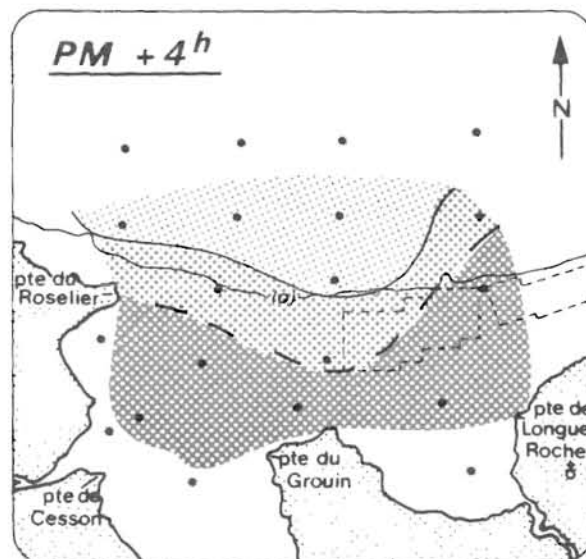 PM + 4h
N
pte du
Roselier
(o)
pte de
Longue
Roche
pte du
Grouin
pte de
Cesson